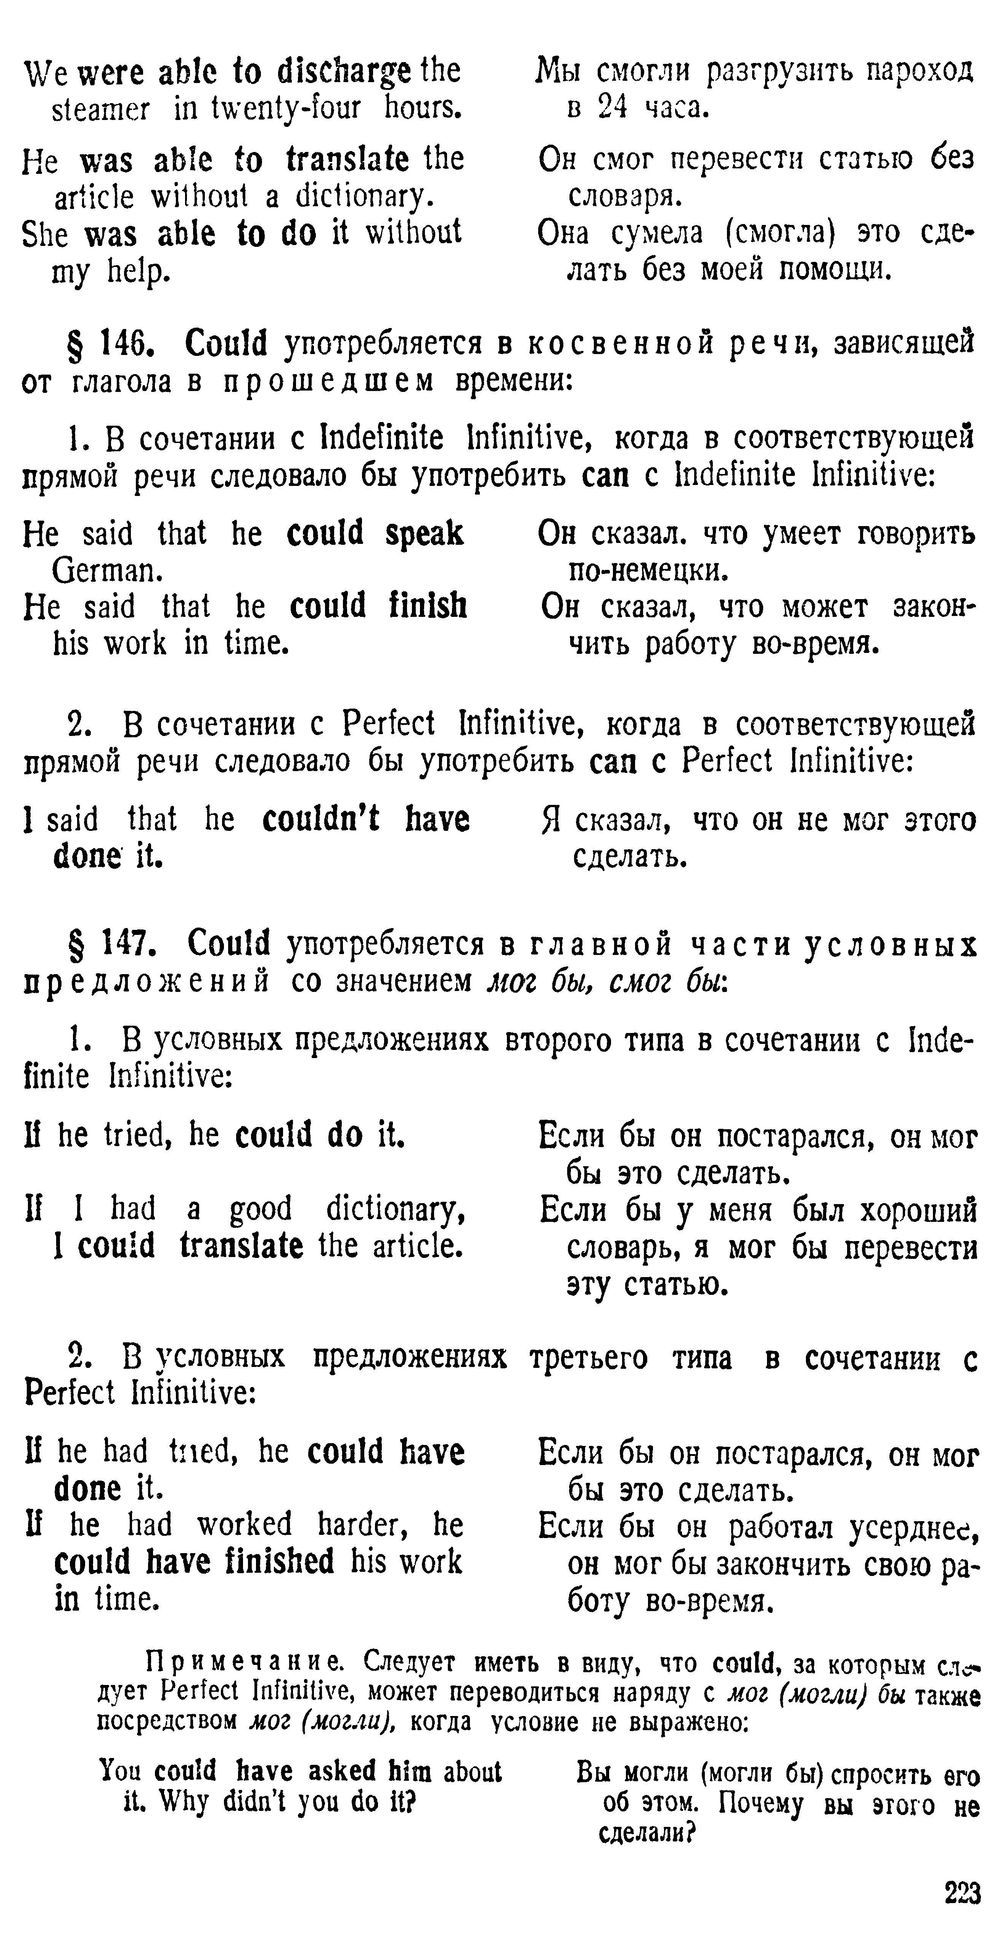 We were able to discharge the
steamer in twenty-four hours.
Мы смогли разгрузить пароход
в 24 часа.
He was able to translate the
article without a dictionary.
Он смог перевести статью без
словаря.
She was able to do it without
my help.
Она сумела (смогла) это сде-
лать без моей помощи.
§ 146. Could употребляется в косвенной речи, зависящей
от глагола в прошедшем времени:
1. В сочетании с Indefinite Infinitive, когда в соответствующей
прямой речи следовало бы употребить can с Indefinite Infinitive:
He said that he could speak
German.
Он сказал. что умеет говорить
по-немецки.
He said that he could finish
his work in time.
Он сказал, что может закон-
чить работу во-время.
2. В сочетании с Perfect Infinitive, когда в соответствующей
прямой речи следовало бы употребить can с Perfect Infinitive:
I said that he couldn't have
done it.
Я сказал, что он не мог этого
сделать.
§ 147. Could употребляется в главной части условных
предложений со значением мог бы, смог бы:
1. В условных предложениях второго типа в сочетании с Inde-
finite Infinitive:
If he tried, he could do it.
Если бы он постарался, он мог
бы это сделать.
If I had a good dictionary,
I could translate the article.
Если бы у меня был хороший
словарь, я мог бы перевести
эту статью.
2. В условных предложениях третьего типа в сочетании с
Perfect Infinitive:
If he had tried, he could have
done it.
Если бы он постарался, он мог
бы это сделать.
If he had worked harder, he
could have finished his work
in time.
Если бы он работал усерднее,
он мог бы закончить свою ра-
боту во-время.
Примечание. Следует иметь в виду, что could, за которым сле-
дует Perfect Infinitive, может переводиться наряду с мог (могли) бы также
посредством мог (могли), когда условие не выражено:
You could have asked him about
it. Why didn't you do it?
Вы могли (могли бы) спросить его
об этом. Почему вы этого не
сделали?
223